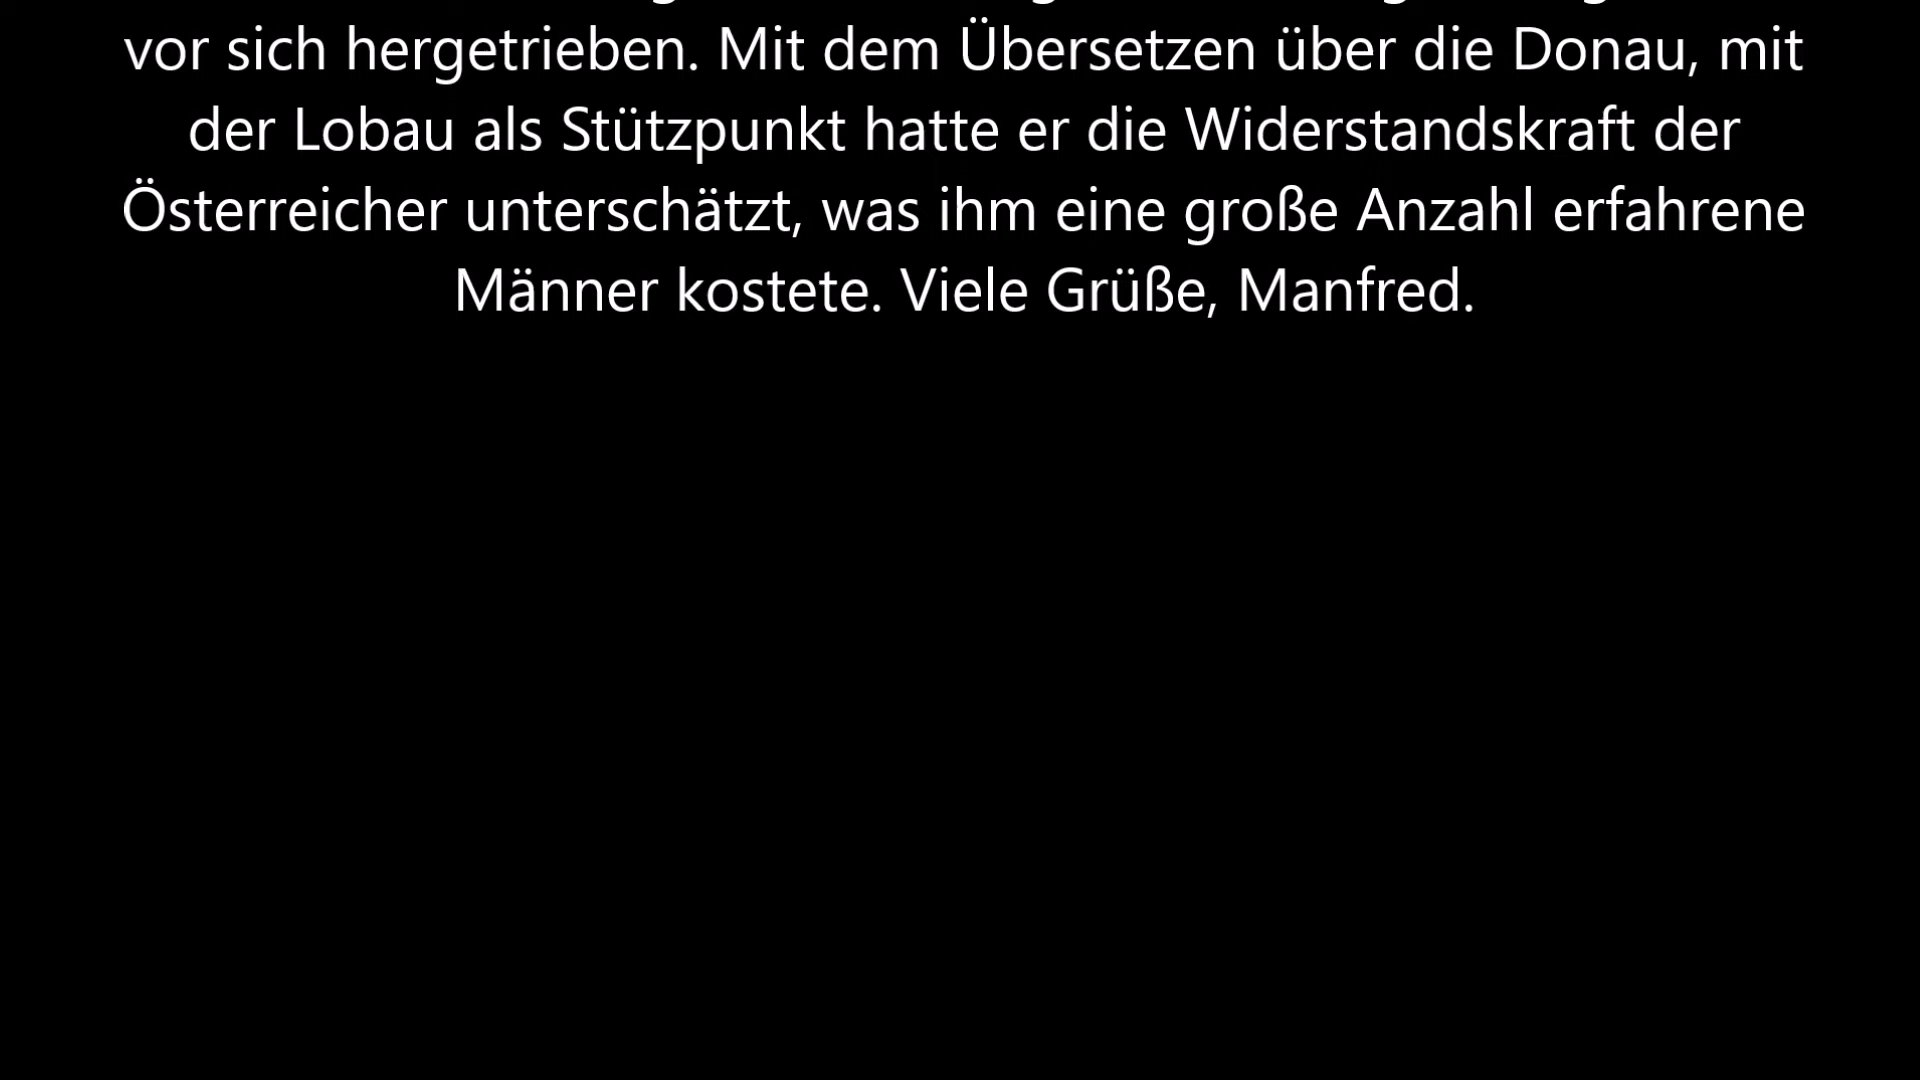 vor sich hergetrieben. Mit dem Übersetzen über die Donau, mit
der Lobau als Stützpunkt hatte er die Widerstandskraft der
Österreicher unterschätzt, was ihm eine große Anzahl erfahrene
Männer kostete. Viele Grüße, Manfred.